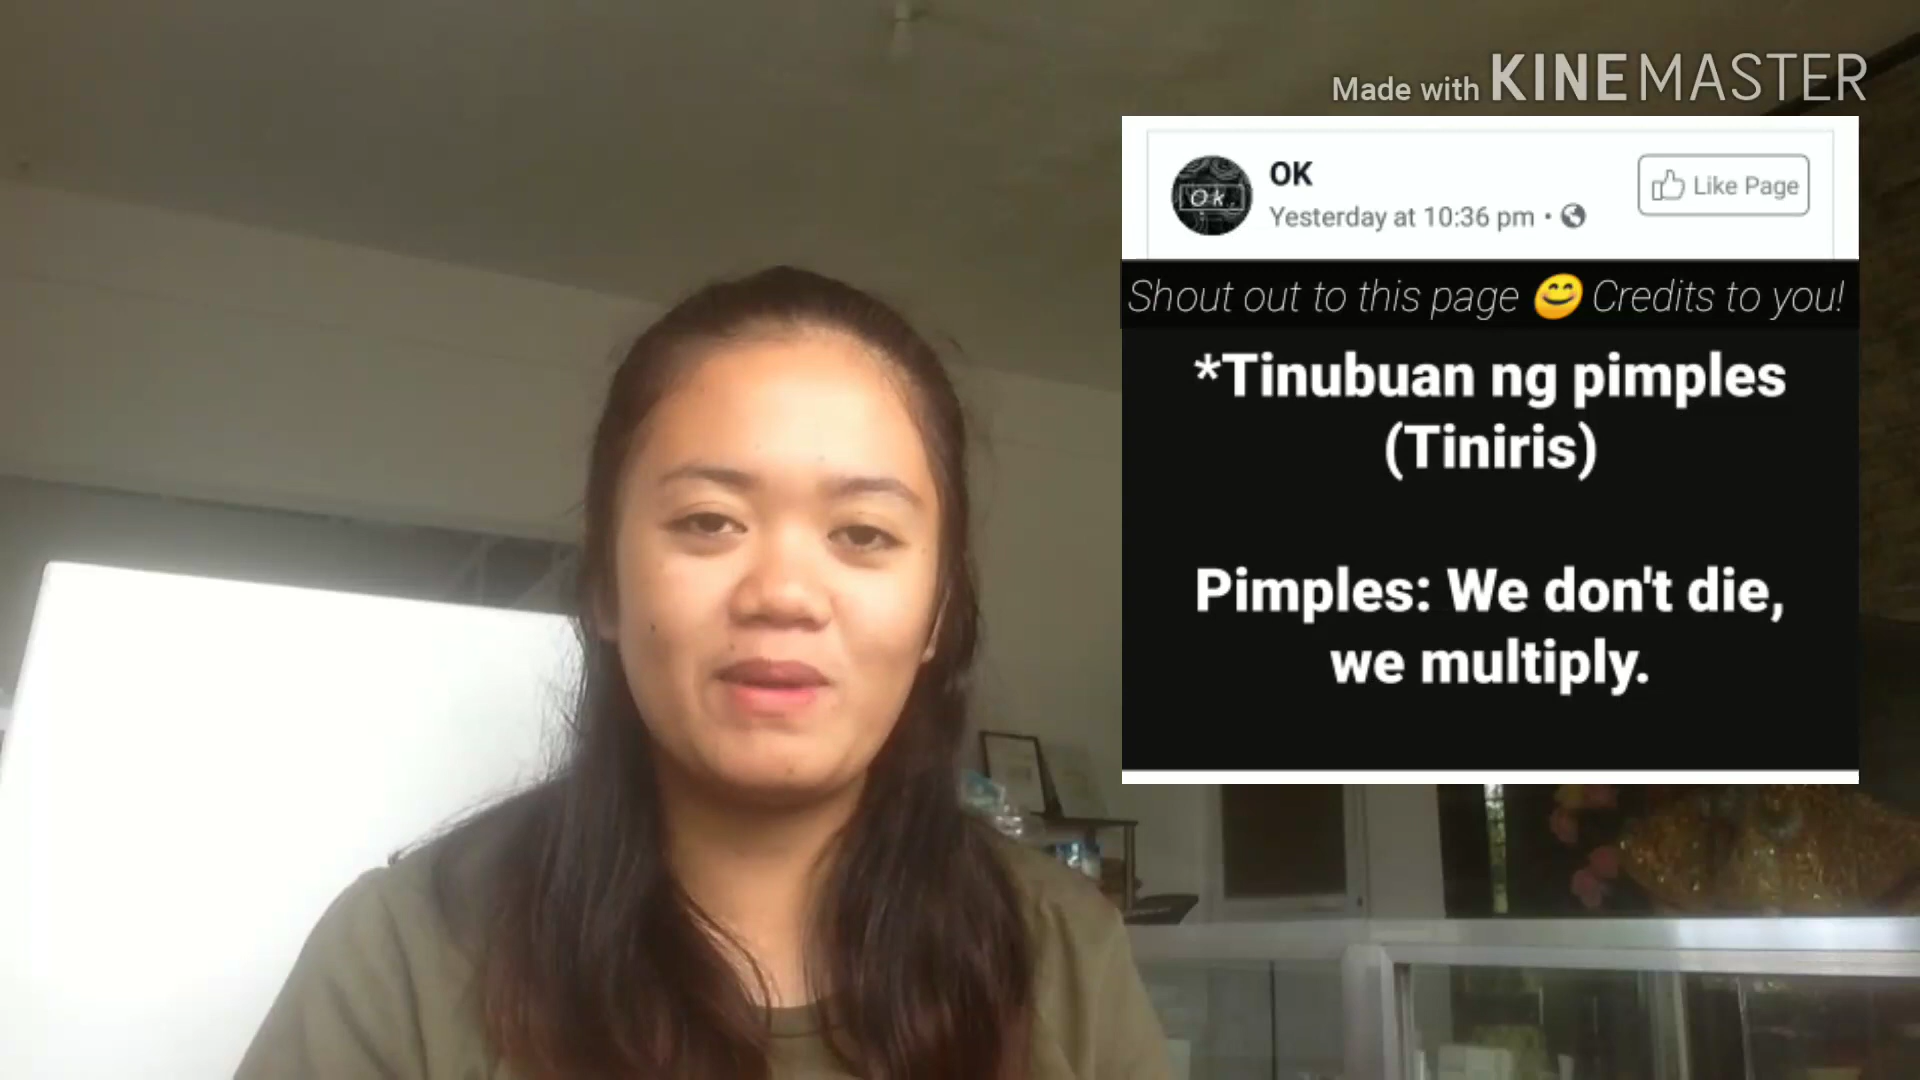 Made with KINEMASTER
OK
Ok.
Yesterday at 10:36 pm
Like Page
Shout out to this page 😊 Credits to you!
*Tinubuan ng pimples
(Tiniris)
Pimples: We don't die,
we multiply.